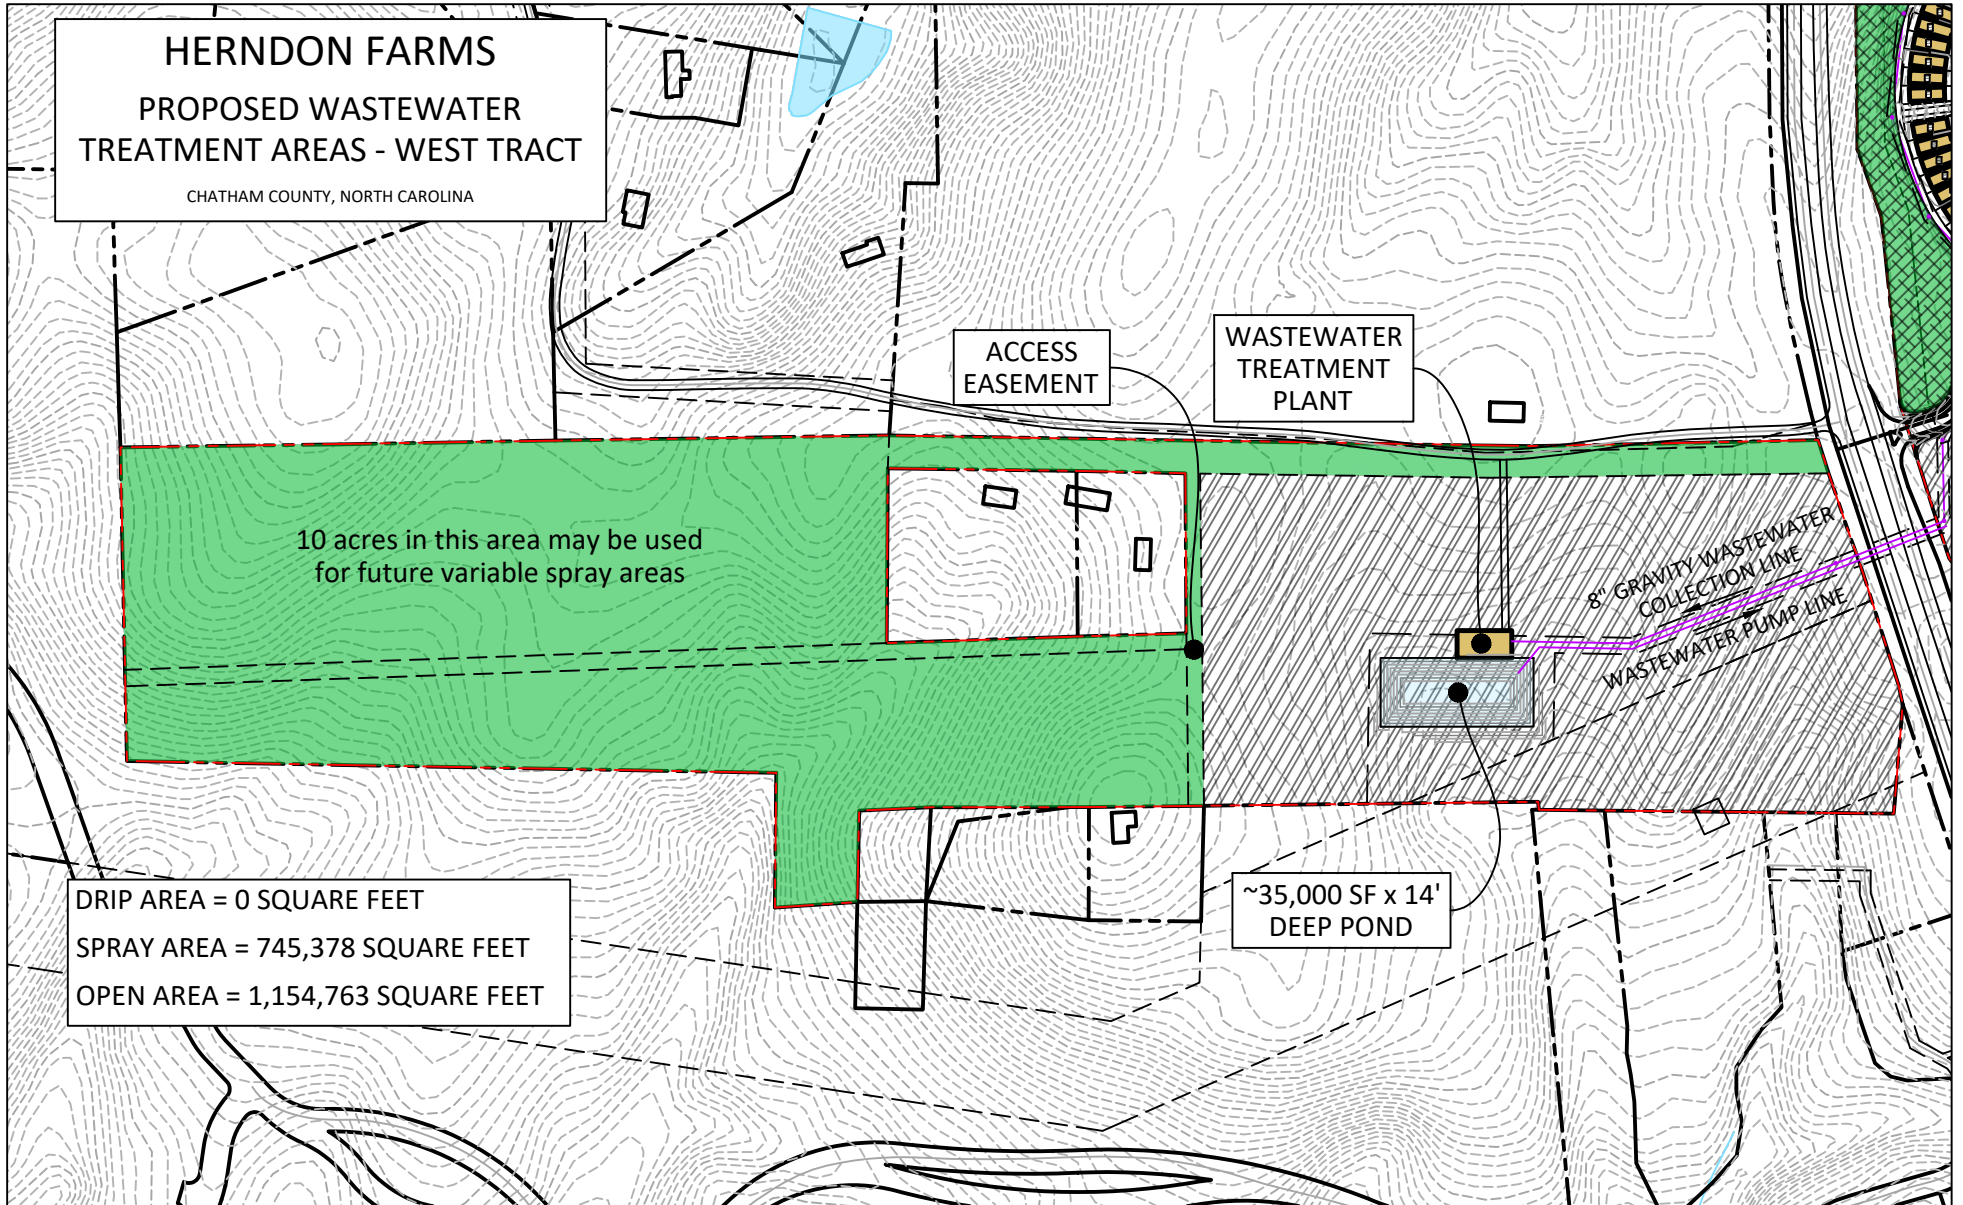 HERNDON FARMS
PROPOSED WASTEWATER
TREATMENT AREAS - WEST TRACT
CHATHAM COUNTY, NORTH CAROLINA
ACCESS
EASEMENT
WASTEWATER
TREATMENT
PLANT
10 acres in this area may be used
for future variable spray areas
8" GRAVITY WASTEWATER
COLLECTION LINE
WASTEWATER PUMP LINE
~35,000 SF x 14'
DEEP POND
DRIP AREA = 0 SQUARE FEET
SPRAY AREA = 745,378 SQUARE FEET
OPEN AREA = 1,154,763 SQUARE FEET